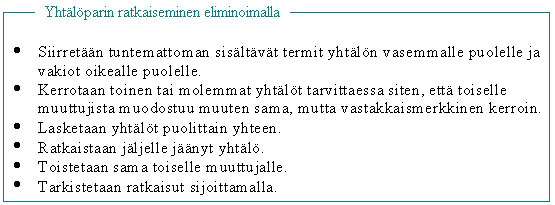 Yhtälöparin ratkaiseminen eliminoimalla
• Siirretään tuntemattoman sisältävät termit yhtälön vasemmalle puolelle ja
vakiot oikealle puolelle.
• Kerrotaan toinen tai molemmat yhtälöt tarvittaessa siten, että toiselle
muuttujista muodostuu muuten sama, mutta vastakkaismerkkinen kerroin.
• Lasketaan yhtälöt puolittain yhteen.
• Ratkaistaan jäljelle jäänyt yhtälö.
• Toistetaan sama toiselle muuttujalle.
• Tarkistetaan ratkaisut sijoittamalla.